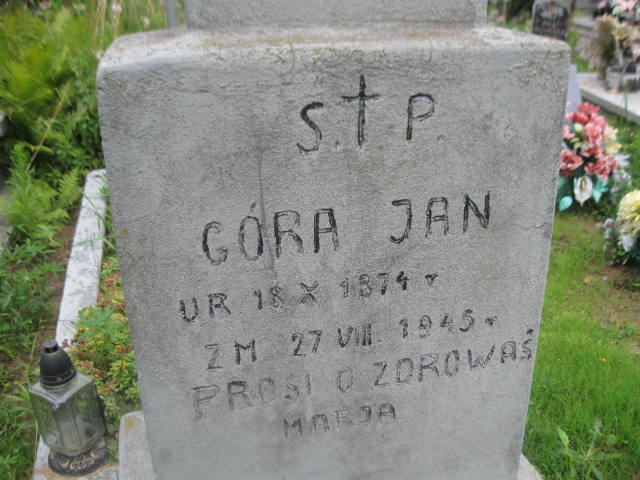 S.†P.
GÓRA JAN
UR. 18 X 1874 r
ZM 27 VIII. 1945 r
PROSI O ZDROWAŚ
MARJA